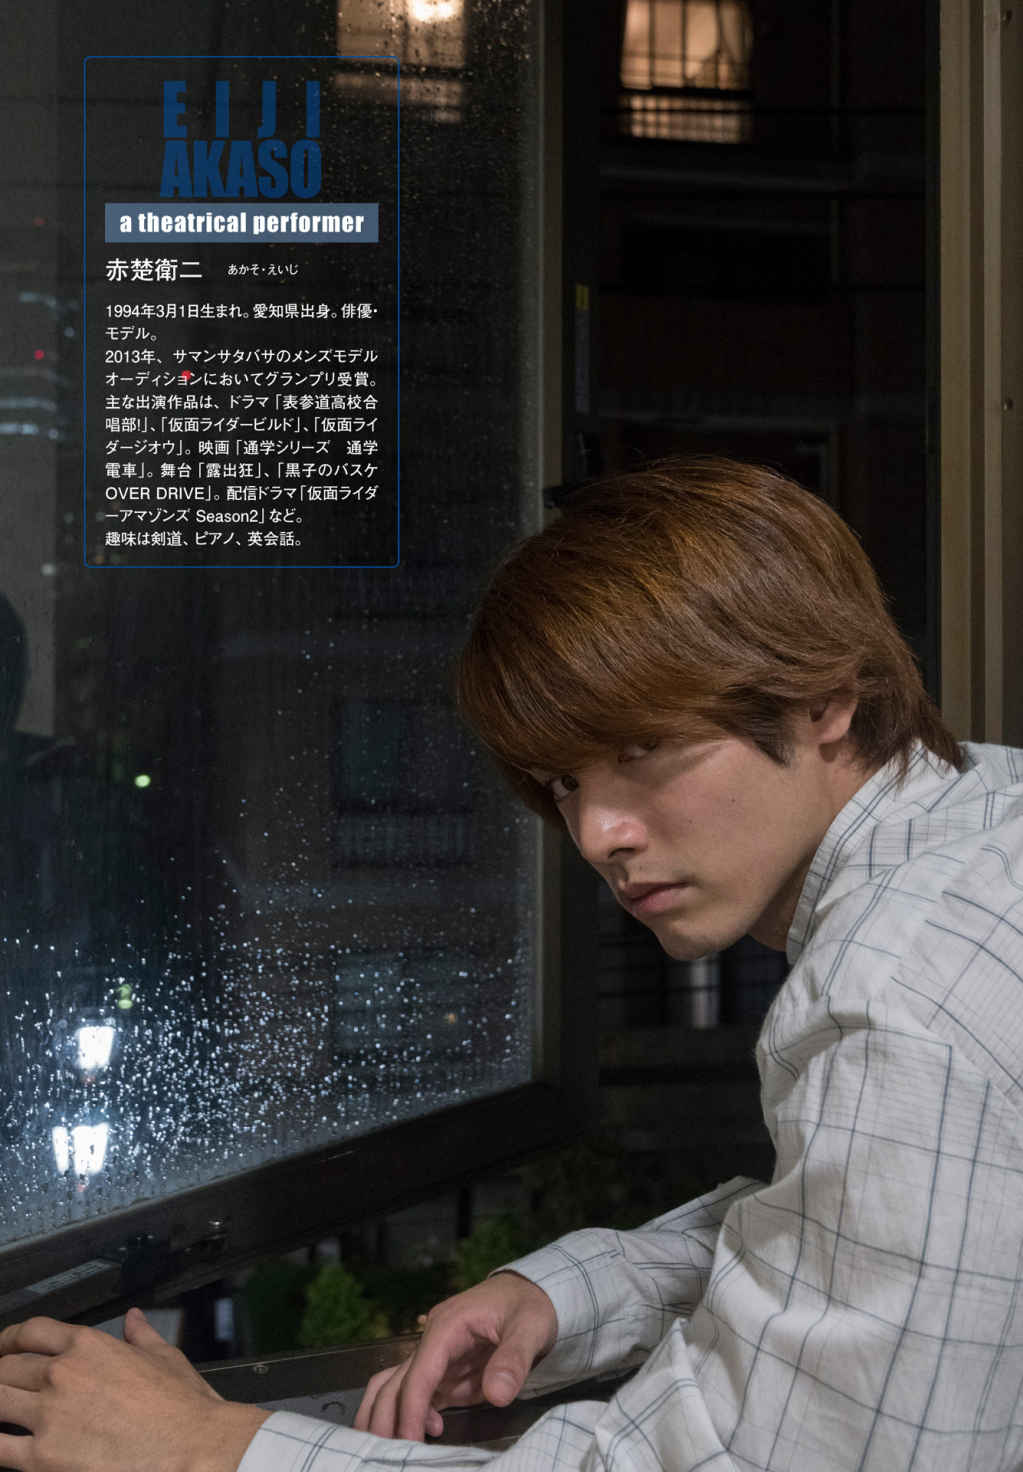 EIJI
AKASO
a theatrical performer
赤楚衛二 あかそ・えいじ
1994年3月1日生まれ。愛知県出身。俳優・
モデル。
2013年、サマンサタバサのメンズモデル
オーディションにおいてグランプリ受賞。
主な出演作品は、ドラマ「表参道高校合
唱部!」、「仮面ライダービルド」、「仮面ライ
ダージオウ」。映画「通学シリーズ　通学
電車」。舞台「露出狂」、「黒子のバスケ
OVER DRIVE」。配信ドラマ「仮面ライダ
ーアマゾンズ Season2」など。
趣味は剣道、ピアノ、英会話。